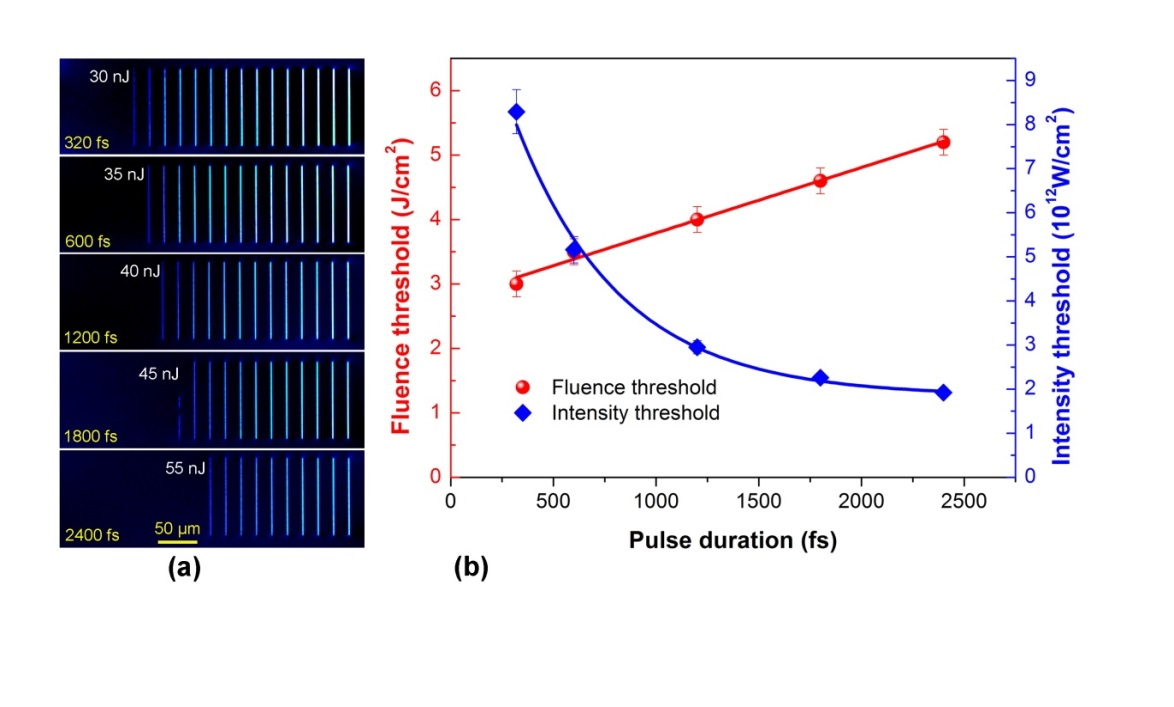 30 nJ
320 fs
35 nJ
600 fs
40 nJ
1200 fs
45 nJ
1800 fs
55 nJ
2400 fs
50 µm
(a)
Fluence threshold (J/cm²)
6
5
4
3
2
1
0
Fluence threshold
Intensity threshold
0 500 1000 1500 2000 2500
Pulse duration (fs)
9
8
7
6
5
4
3
2
1
0
Intensity threshold (10¹²W/cm²)
(b)